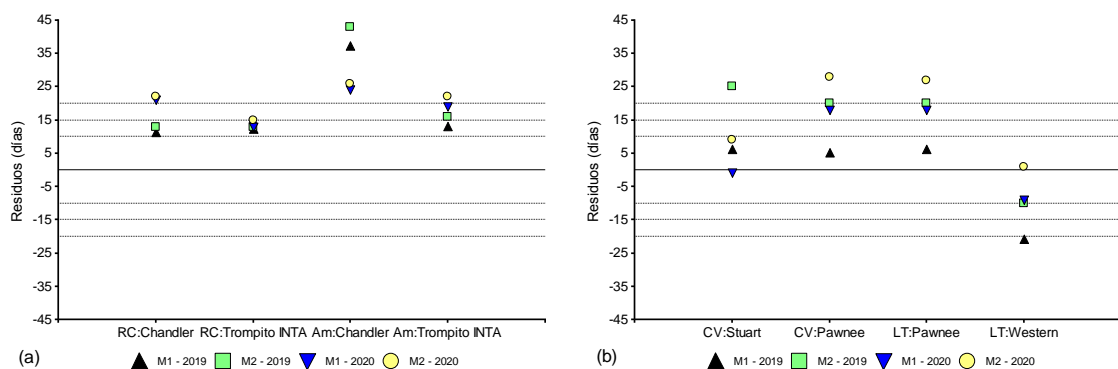 45
35
25
15
5
-5
-15
-25
-35
-45
Residuos (días)
RC:Chandler RC:Trompito INTA Am:Chandler Am:Trompito INTA
(a)
M1 - 2019 M2 - 2019 M1 - 2020 M2 - 2020
45
35
25
15
5
-5
-15
-25
-35
-45
Residuos (días)
CV:Stuart CV:Pawnee LT:Pawnee LT:Western
(b)
M1 - 2019 M2 - 2019 M1 - 2020 M2 - 2020